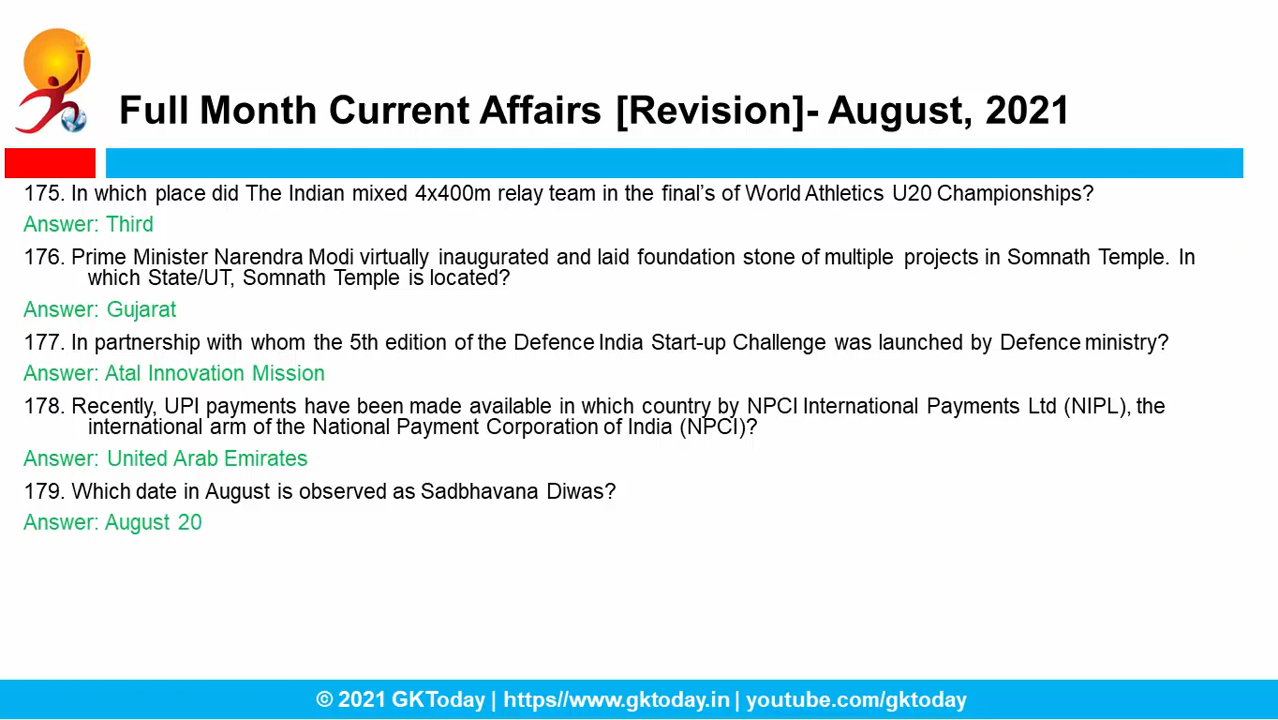 Full Month Current Affairs [Revision]- August, 2021
175. In which place did The Indian mixed 4x400m relay team in the final’s of World Athletics U20 Championships?
Answer: Third
176. Prime Minister Narendra Modi virtually inaugurated and laid foundation stone of multiple projects in Somnath Temple. In
which State/UT, Somnath Temple is located?
Answer: Gujarat
177. In partnership with whom the 5th edition of the Defence India Start-up Challenge was launched by Defence ministry?
Answer: Atal Innovation Mission
178. Recently, UPI payments have been made available in which country by NPCI International Payments Ltd (NIPL), the
international arm of the National Payment Corporation of India (NPCI)?
Answer: United Arab Emirates
179. Which date in August is observed as Sadbhavana Diwas?
Answer: August 20
© 2021 GKToday | https//www.gktoday.in | youtube.com/gktoday